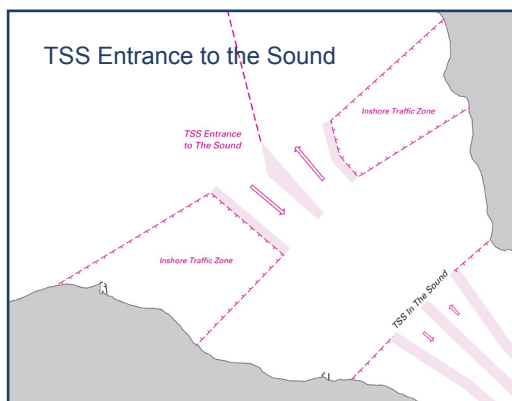 TSS Entrance to the Sound
Inshore Traffic Zone
TSS Entrance
to The Sound
Inshore Traffic Zone
TSS In The Sound